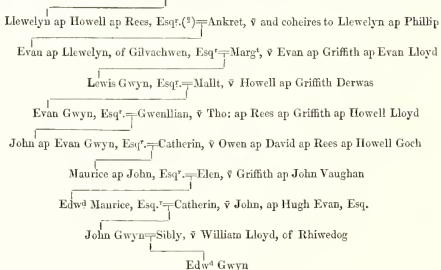 Llewelyn ap Howell ap Rees, Esqʳ.(²)=Ankret, v̄ and coheires to Llewelyn ap Phillip
Evan ap Llewelyn, of Gilvachwen, Esqʳ=Margᵗ, v̄ Evan ap Griffith ap Evan Lloyd
Lewis Gwyn, Esqʳ.=Mallt, v̄ Howell ap Griffith Derwas
Evan Gwyn, Esqʳ.=Gwenllian, v̄ Tho: ap Rees ap Griffith ap Howell Lloyd
John ap Evan Gwyn, Esqʳ.=Catherin, v̄ Owen ap David ap Rees ap Howell Goch
Maurice ap John, Esqʳ.=Elen, v̄ Griffith ap John Vaughan
Edwᵈ Maurice, Esq.ʳ=Catherin, v̄ John, ap Hugh Evan, Esq.
John Gwyn=Sibly, v̄ William Lloyd, of Rhiwedog
Edwᵈ Gwyn